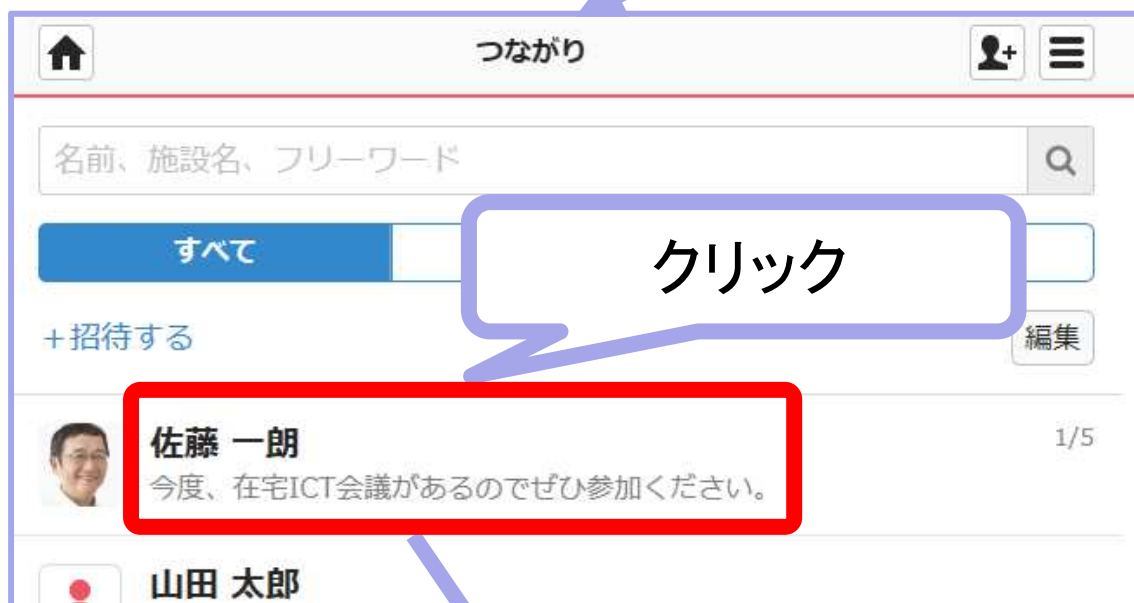 つながり
名前、施設名、フリーワード
すべて
クリック
+招待する
編集
佐藤 一朗
1/5
今度、在宅ICT会議があるのでぜひ参加ください。
山田 太郎